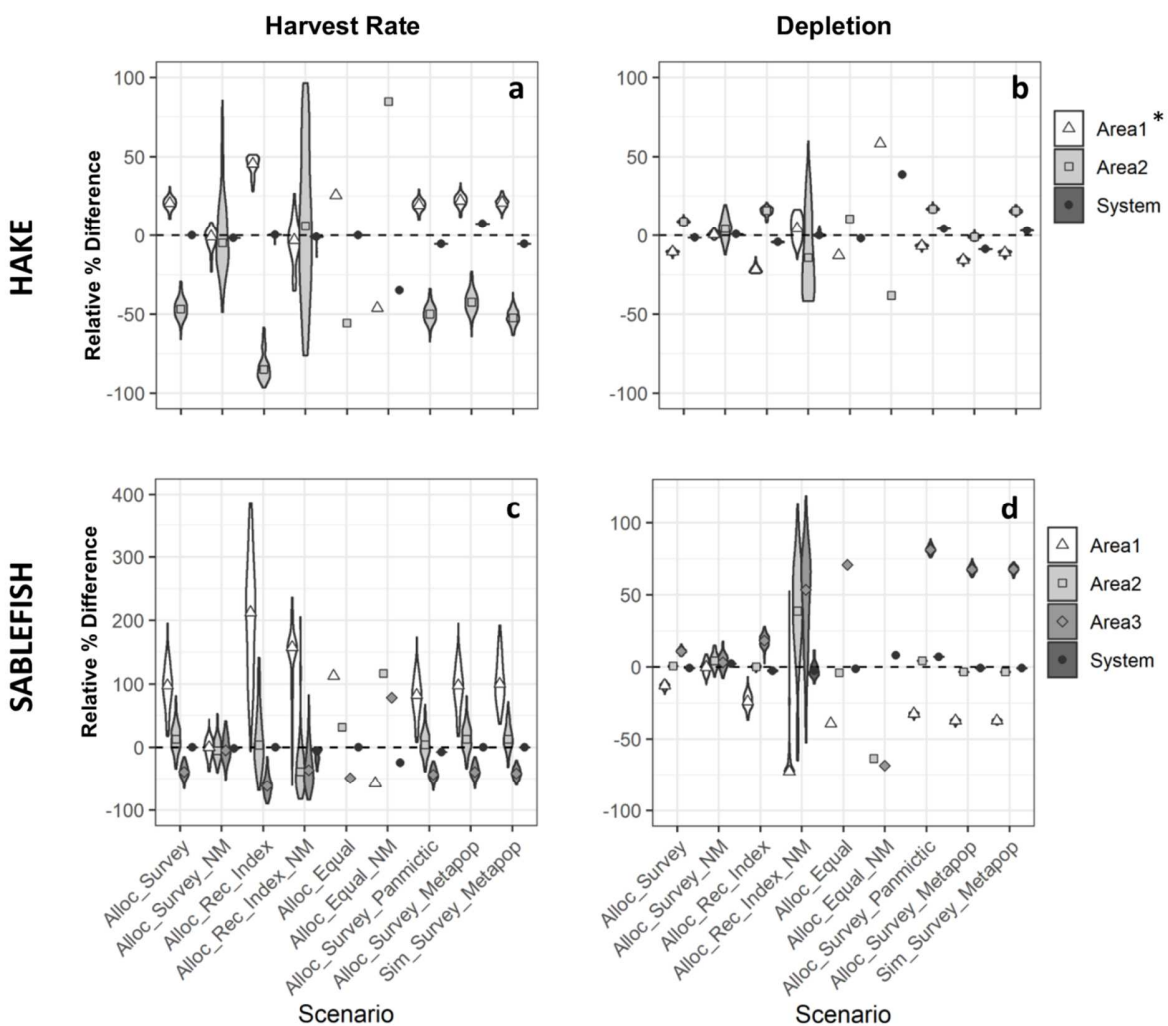 Harvest Rate
Depletion
HAKE
Relative % Difference
100
50
0
-50
-100
a
100
50
0
-50
-100
b
Area1 *
Area2
System
SABLEFISH
Relative % Difference
400
300
200
100
0
-100
c
100
50
0
-50
-100
d
Area1
Area2
Area3
System
Alloc_Survey
Alloc_Survey_NM
Alloc_Rec_Index
Alloc_Rec_Index_NM
Alloc_Equal
Alloc_Equal_NM
Alloc_Survey_Panmictic
Alloc_Survey_Metapop
Sim_Survey_Metapop
Scenario
Alloc_Survey
Alloc_Survey_NM
Alloc_Rec_Index
Alloc_Rec_Index_NM
Alloc_Equal
Alloc_Equal_NM
Alloc_Survey_Panmictic
Alloc_Survey_Metapop
Sim_Survey_Metapop
Scenario